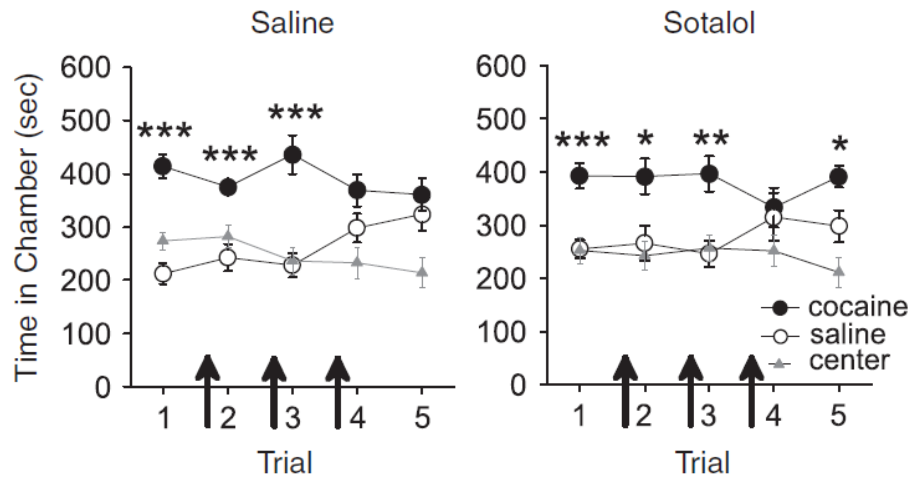 Saline
Time in Chamber (sec)
600
500
400
300
200
100
0
***
***
***
1 2 3 4 5
Trial
Sotalol
600
500
400
300
200
100
0
***
*
**
*
cocaine
saline
center
1 2 3 4 5
Trial